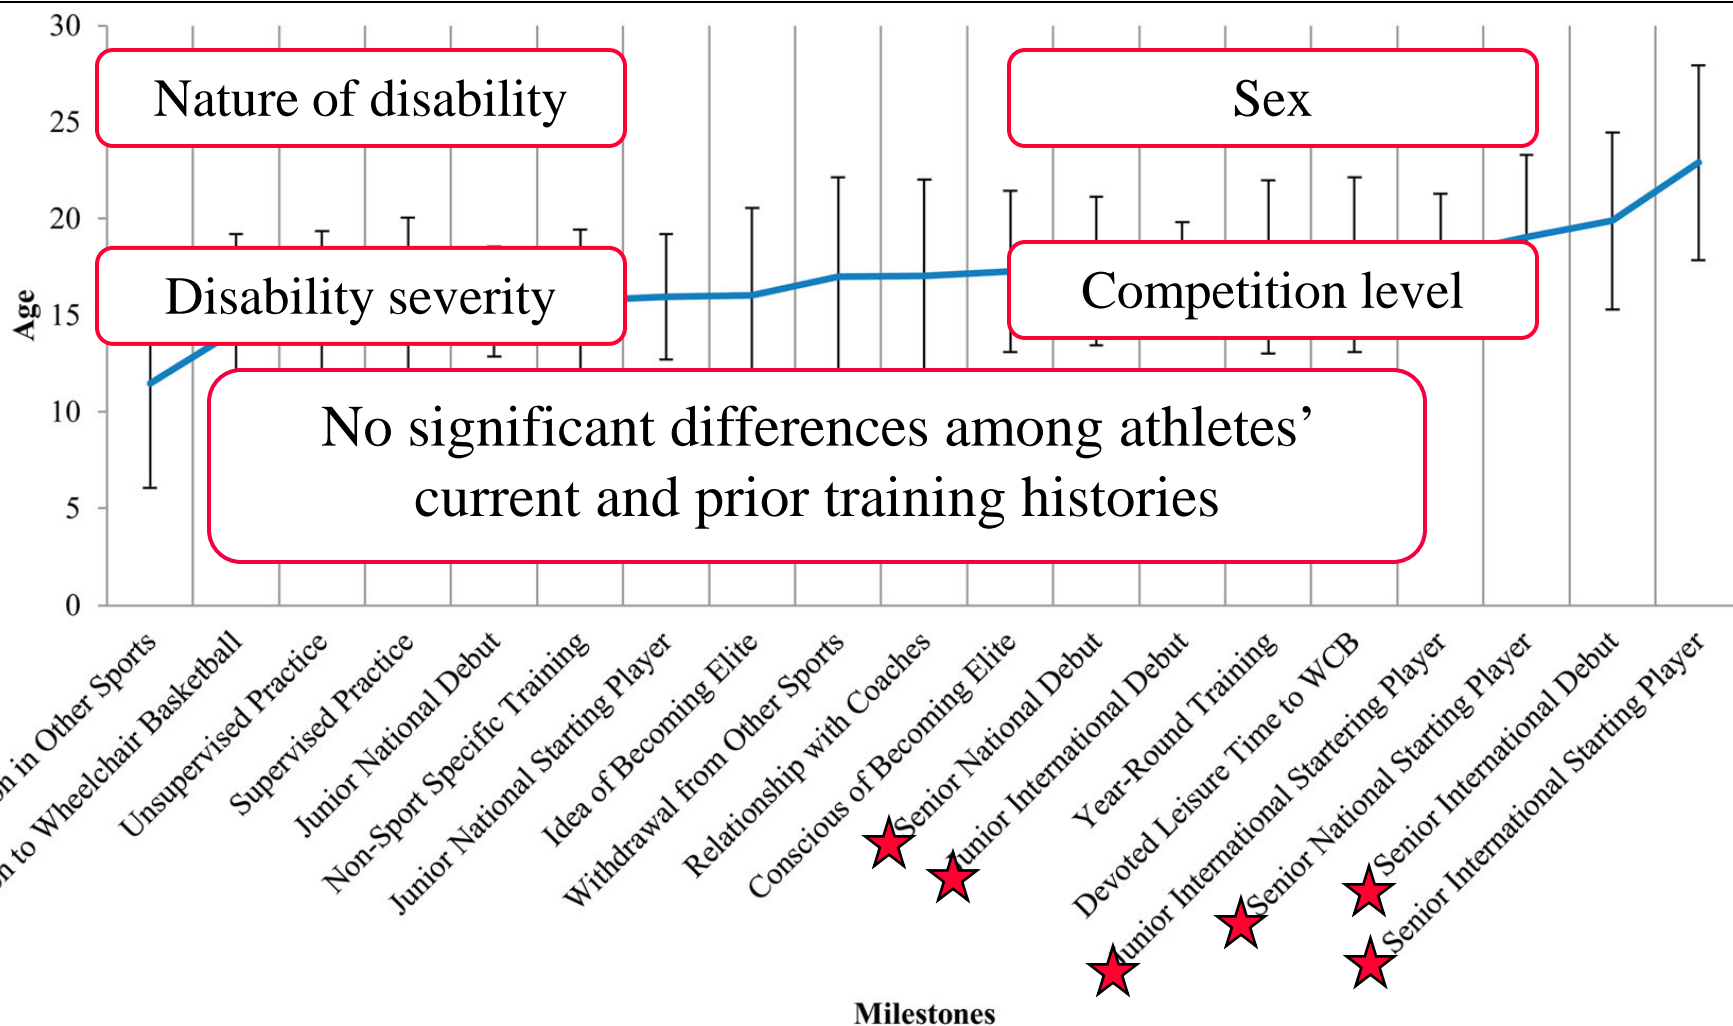 30
Nature of disability
Sex
25
20
Disability severity
Competition level
15
Age
No significant differences among athletes’
current and prior training histories
10
5
0
in Other Sports
to Wheelchair Basketball
Unsupervised Practice
Supervised Practice
Junior National Debut
Non-Sport Specific Training
Junior National Starting Player
Idea of Becoming Elite
Withdrawal from Other Sports
Relationship with Coaches
Conscious of Becoming Elite
Senior National Debut
Junior International Debut
Year-Round Training
Devoted Leisure Time to WCB
Junior International Startering Player
Senior National Starting Player
Senior International Debut
Senior International Starting Player
Milestones